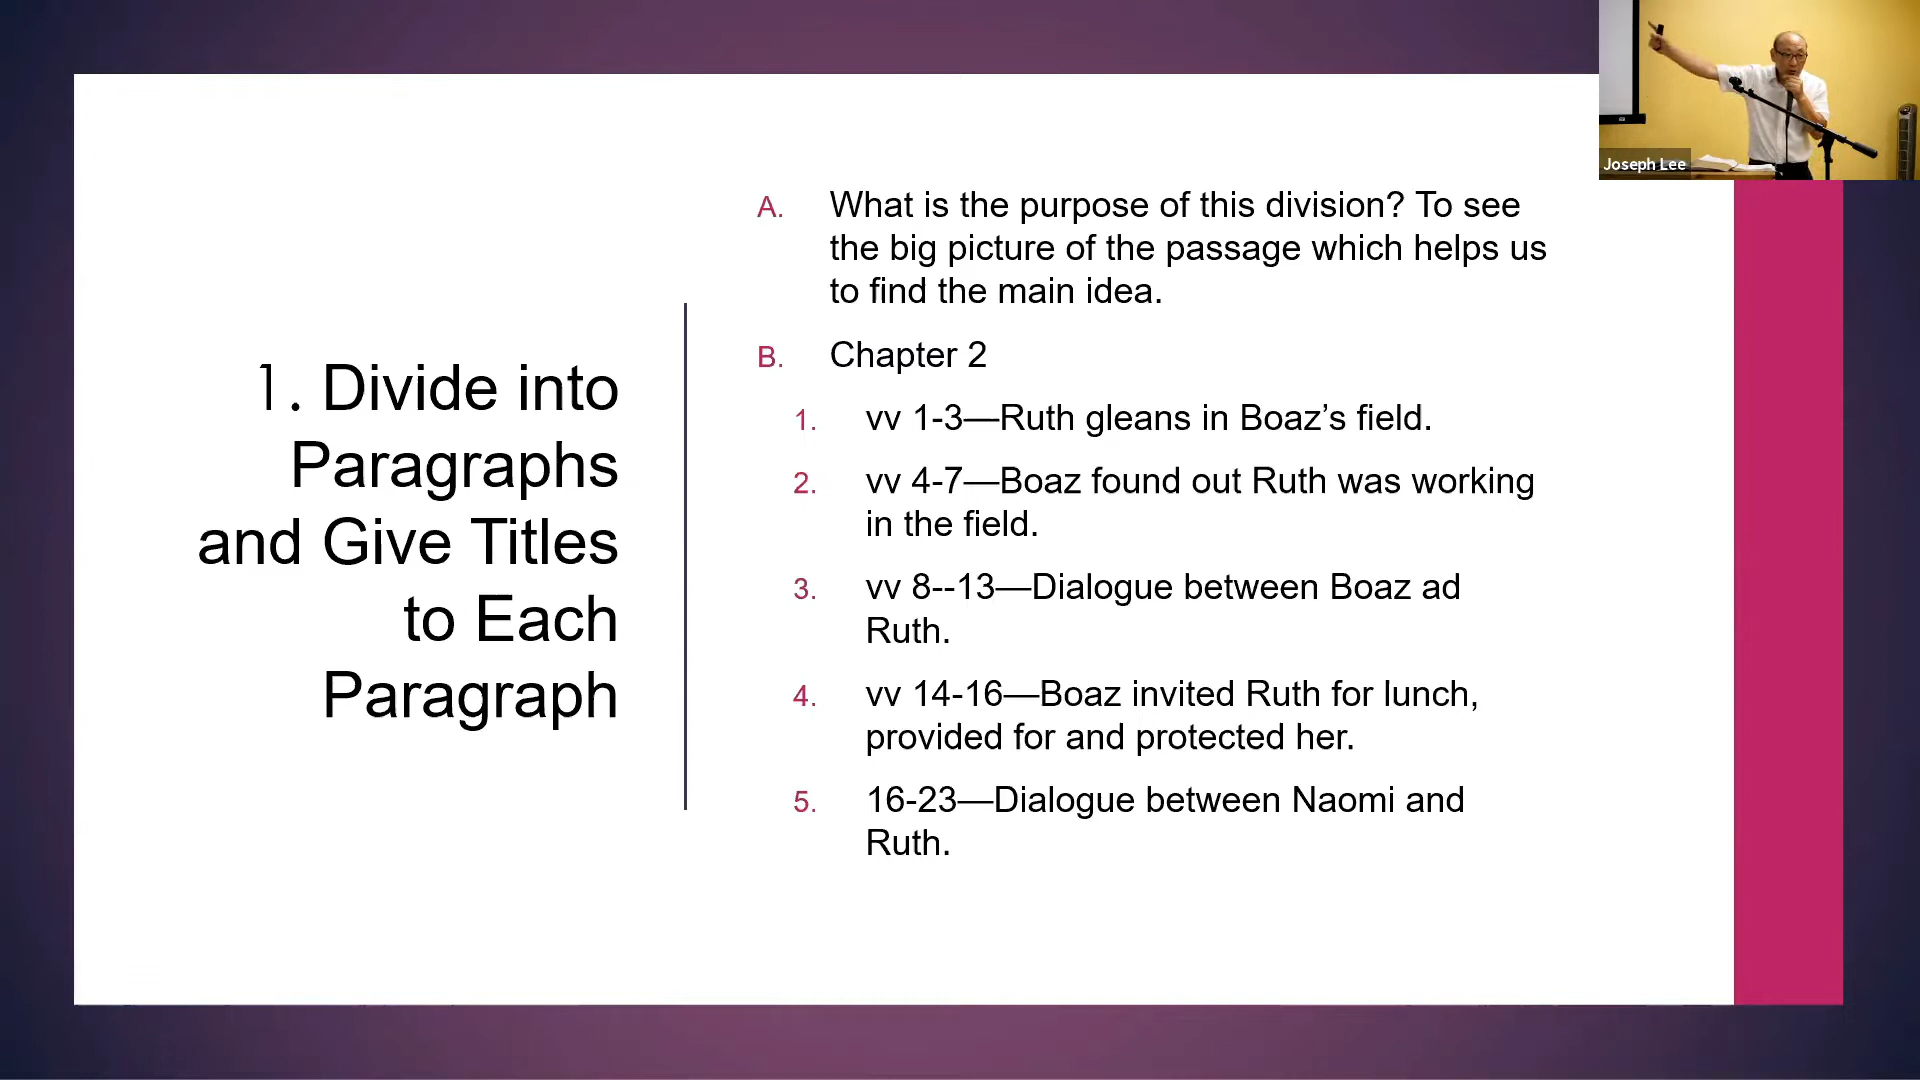 1. Divide into
Paragraphs
and Give Titles
to Each
Paragraph
A. What is the purpose of this division? To see
the big picture of the passage which helps us
to find the main idea.
B. Chapter 2
1. vv 1-3—Ruth gleans in Boaz’s field.
2. vv 4-7—Boaz found out Ruth was working
in the field.
3. vv 8--13—Dialogue between Boaz ad
Ruth.
4. vv 14-16—Boaz invited Ruth for lunch,
provided for and protected her.
5. 16-23—Dialogue between Naomi and
Ruth.
Joseph Lee